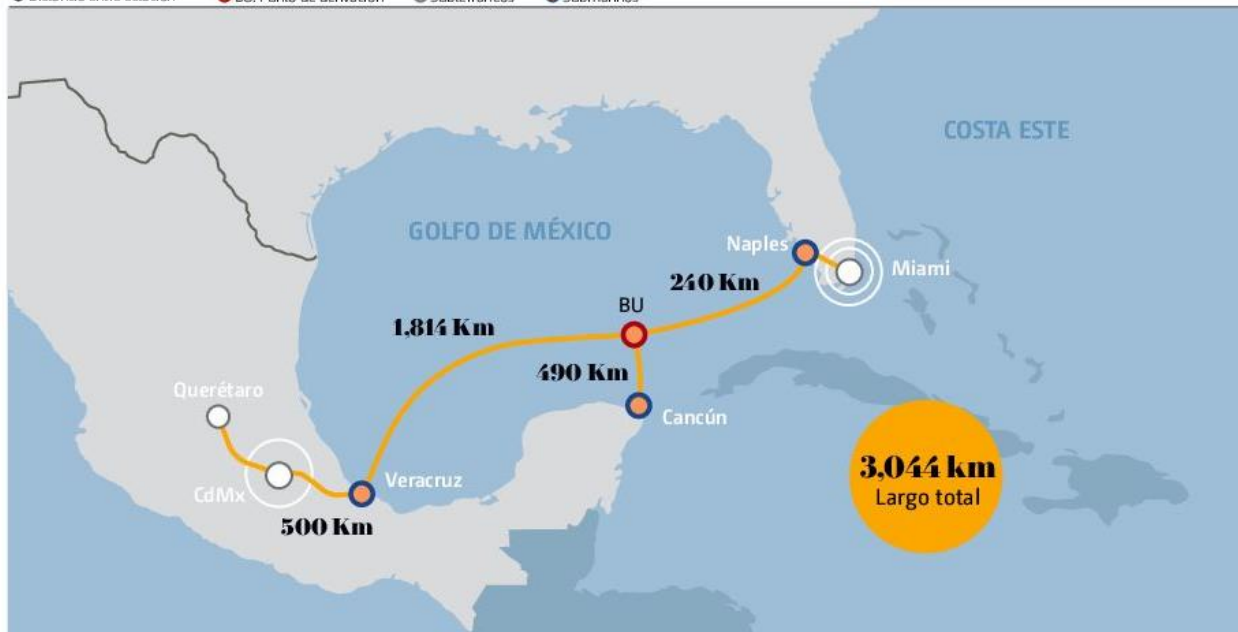 COSTA ESTE
GOLFO DE MÉXICO
Naples
Miami
240 Km
BU
1,814 Km
490 Km
Querétaro
Cancún
3,044 km
Largo total
Veracruz
CdMx
500 Km